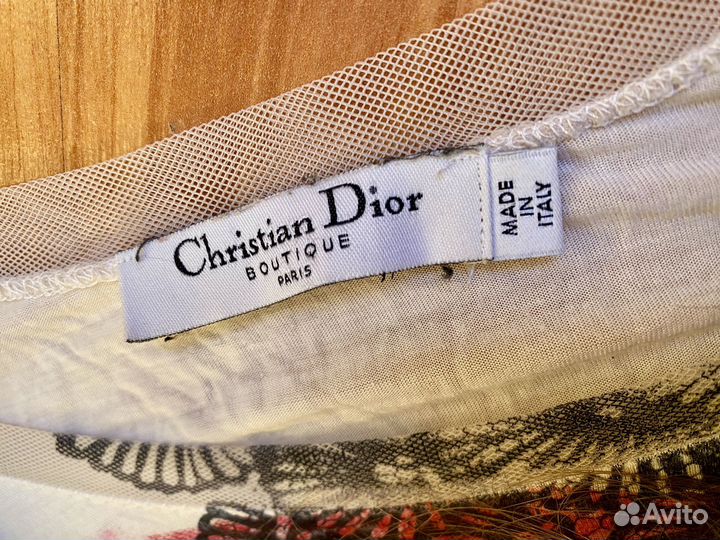 Christian Dior
BOUTIQUE
PARIS
MADE
IN
ITALY
Avito